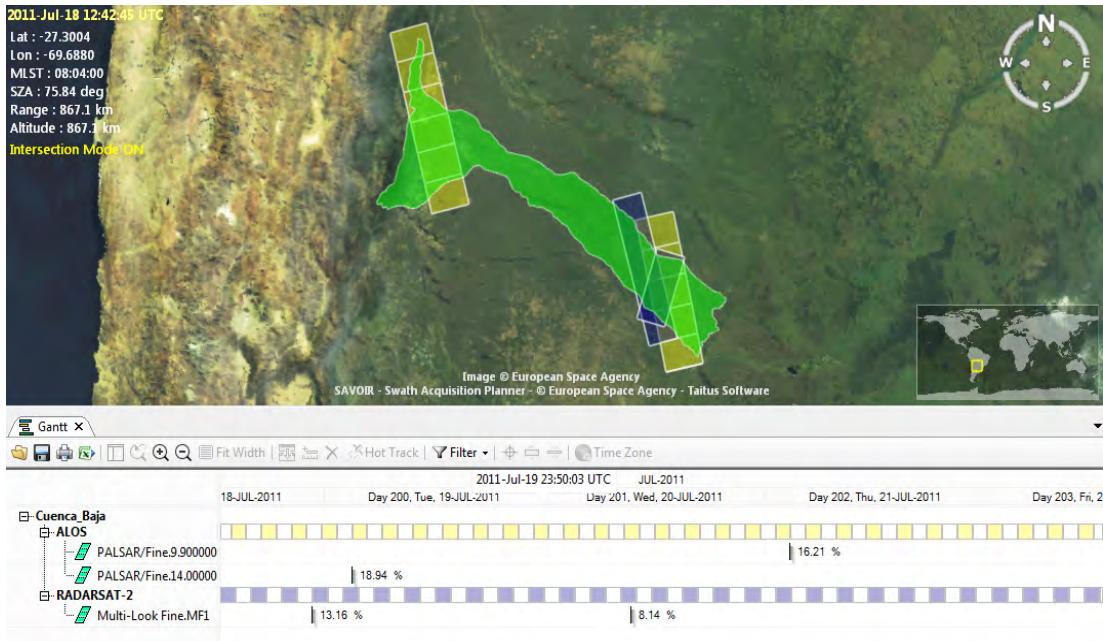 2011-Jul-18 12:42:45 UTC
Lat : -27.3004
Lon : -69.6880
MLST : 08:04:00
SZA : 75.84 deg
Range : 867.1 km
Altitude : 867.1 km
Intersection Mode ON
N
W
E
S
Image © European Space Agency
SAVOIR - Swath Acquisition Planner - © European Space Agency - Taitus Software
Gantt
Fit Width
Hot Track
Filter
Time Zone
2011-Jul-19 23:50:03 UTC JUL-2011
18-JUL-2011 Day 200, Tue, 19-JUL-2011 Day 201, Wed, 20-JUL-2011 Day 202, Thu, 21-JUL-2011 Day 203, Fri, 2
Cuenca_Baja
ALOS
PALSAR/Fine.9.900000 16.21 %
PALSAR/Fine.14.00000 18.94 %
RADARSAT-2
Multi-Look Fine.MF1 13.16 % 8.14 %